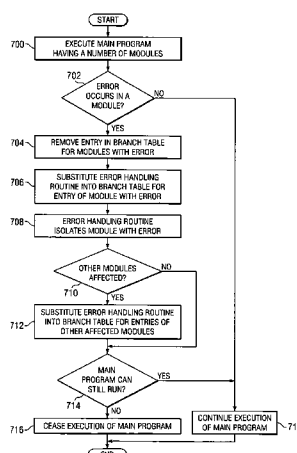 START
700
EXECUTE MAIN PROGRAM
HAVING A NUMBER OF MODULES
702
ERROR
OCCURS IN A
MODULE?
NO
YES
704
REMOVE ENTRY IN BRANCH TABLE
FOR MODULES WITH ERROR
706
SUBSTITUTE ERROR HANDLING
ROUTINE INTO BRANCH TABLE FOR
ENTRY OF MODULE WITH ERROR
708
ERROR HANDLING ROUTINE
ISOLATES MODULE WITH ERROR
OTHER MODULES
AFFECTED?
NO
710
YES
712
SUBSTITUTE ERROR HANDLING ROUTINE
INTO BRANCH TABLE FOR ENTRIES OF
OTHER AFFECTED MODULES
MAIN
PROGRAM CAN
STILL RUN?
YES
714
NO
716
CEASE EXECUTION OF MAIN PROGRAM
CONTINUE EXECUTION
OF MAIN PROGRAM